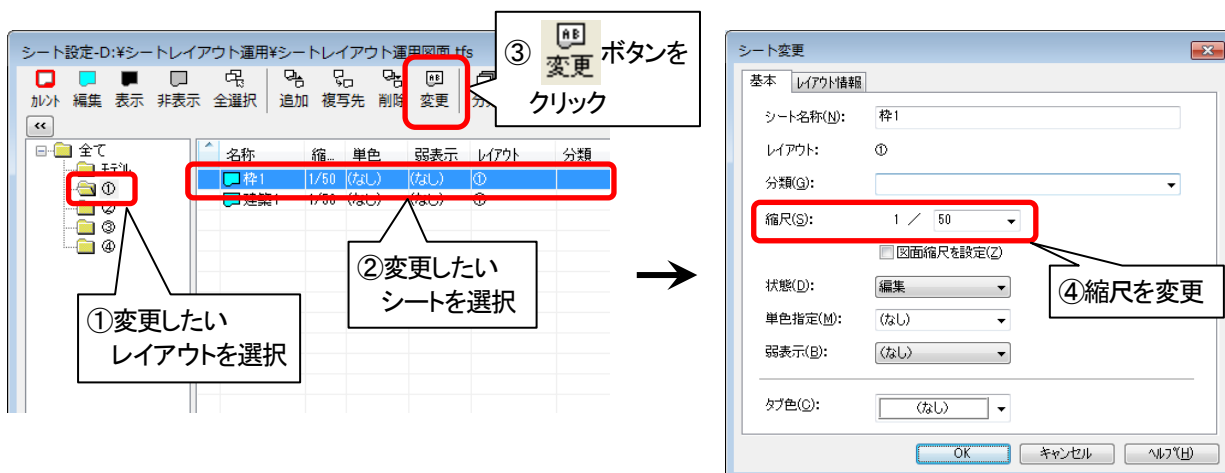 シート設定-D:¥シートレイアウト運用¥シートレイアウト運用図面.tfs
カレント 編集 表示 非表示 全選択 追加 複写先 削除 変更
<<
全て
モデル
①
②
③
④
名称 縮... 単色 弱表示 レイアウト 分類
枠1 1/50 (なし) (なし) ①
建築1 1/50 (なし) (なし) ①
①変更したい
レイアウトを選択
②変更したい
シートを選択
③ AB 変更 ボタンを
クリック
シート変更
基本 レイアウト情報
シート名称(N): 枠1
レイアウト: ①
分類(G):
縮尺(S): 1 / 50
図面縮尺を設定(Z)
状態(D): 編集
単色指定(M): (なし)
弱表示(B): (なし)
タブ色(C): (なし)
OK キャンセル ヘルプ(H)
④縮尺を変更